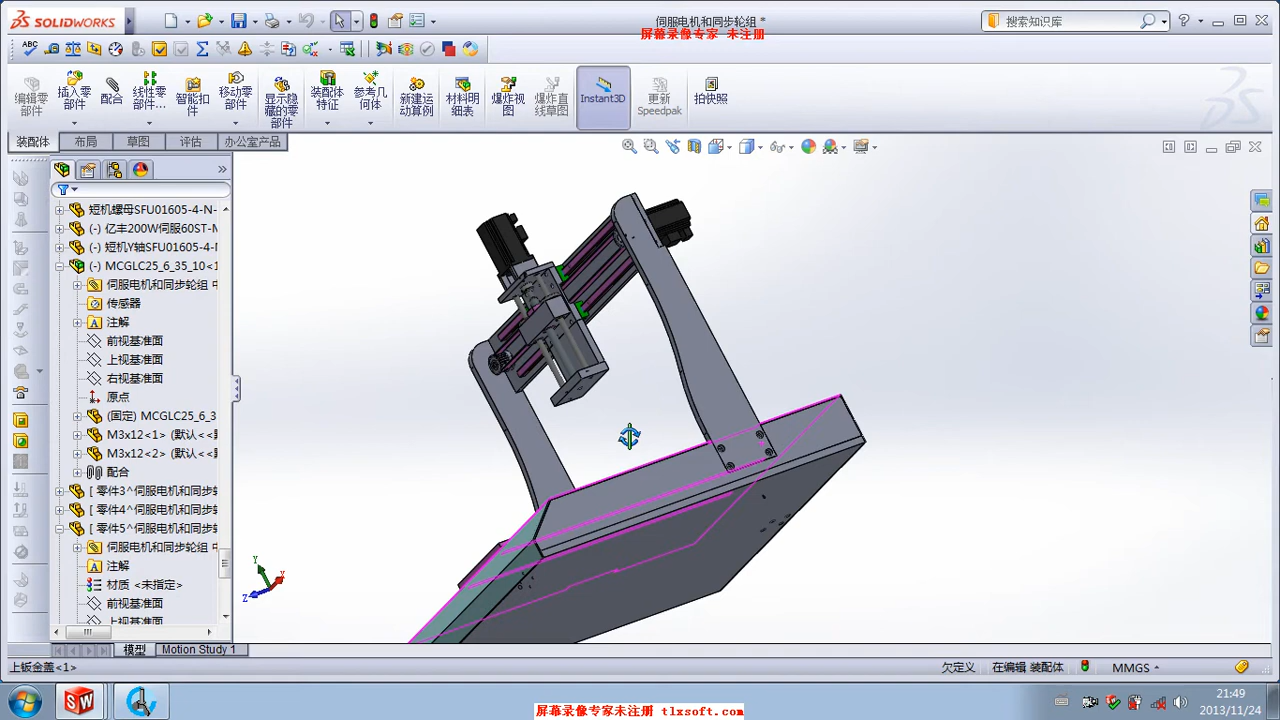 SOLIDWORKS
伺服电机和同步轮组 *
屏幕录像专家 未注册
搜索知识库
?
ABC
编辑零部件
插入零部件
配合
线性零部件...
智能扣件
移动零部件
显示隐藏的零部件
装配体特征
参考几何体
新建运动算例
材料明细表
爆炸视图
爆炸直线草图
Instant3D
更新 Speedpak
拍快照
装配体
布局
草图
评估
办公室产品
短机螺母SFU01605-4-N-
(-) 亿丰200W伺服60ST-M
(-) 短机Y轴SFU01605-4-N
(-) MCGLC25_6_35_10<1
伺服电机和同步轮组 中
传感器
注解
前视基准面
上视基准面
右视基准面
原点
(固定) MCGLC25_6_3
M3x12<1> (默认<<
M3x12<2> (默认<<
配合
[ 零件3^伺服电机和同步轮
[ 零件4^伺服电机和同步轮
[ 零件5^伺服电机和同步轮
伺服电机和同步轮组 中
注解
材质 <未指定>
前视基准面
上视基准面
Y
X
Z
模型
Motion Study 1
上钣金盖<1>
欠定义
在编辑 装配体
MMGS
SW
21:49
2013/11/24
屏幕录像专家未注册 tlxsoft.com